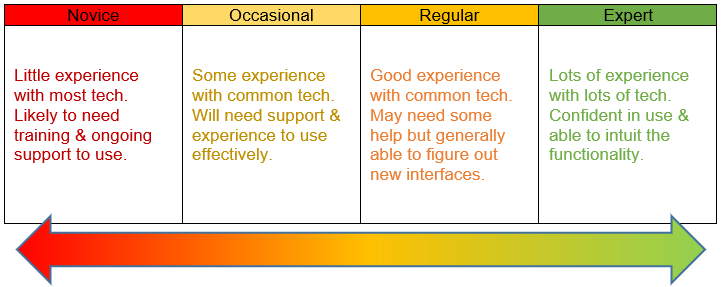 Novice
Occasional
Regular
Expert
Little experience
with most tech.
Likely to need
training & ongoing
support to use.
Some experience
with common tech.
Will need support &
experience to use
effectively.
Good experience
with common tech.
May need some
help but generally
able to figure out
new interfaces.
Lots of experience
with lots of tech.
Confident in use &
able to intuit the
functionality.